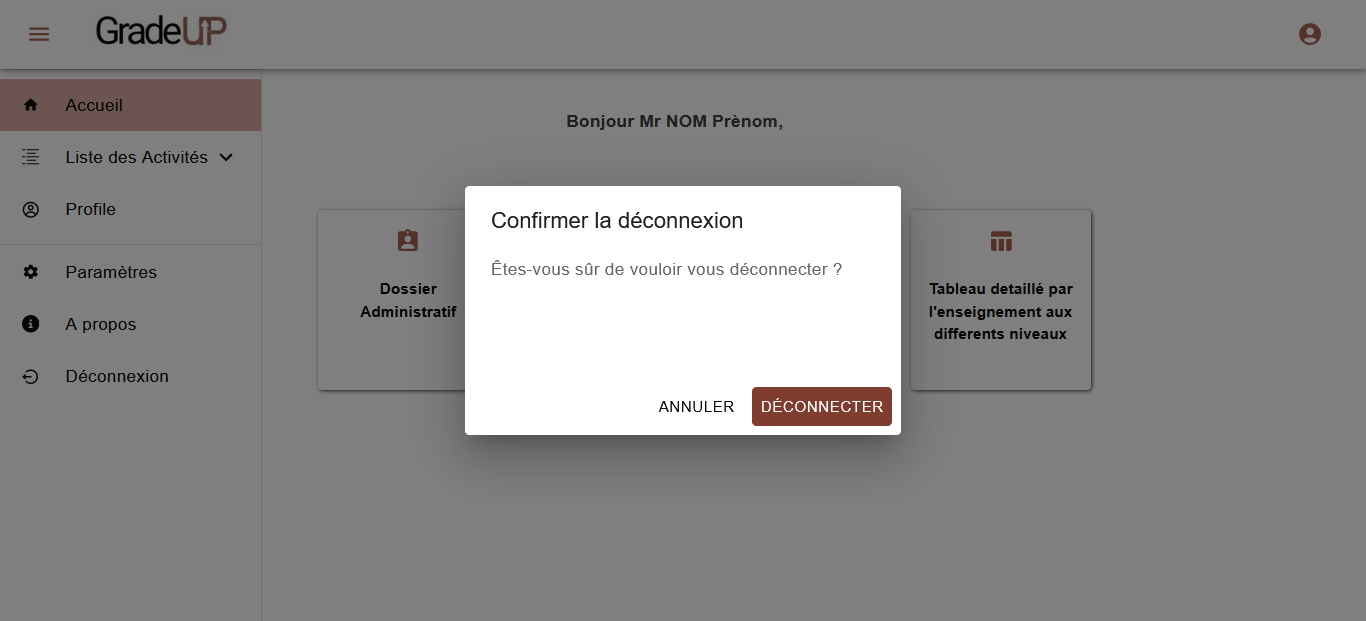 GradeUP
Accueil
Liste des Activités
Profile
Paramètres
A propos
Déconnexion
Bonjour Mr NOM Prènom,
Dossier
Administratif
Confirmer la déconnexion
Êtes-vous sûr de vouloir vous déconnecter ?
ANNULER
DÉCONNECTER
Tableau detaillé par
l'enseignement aux
differents niveaux